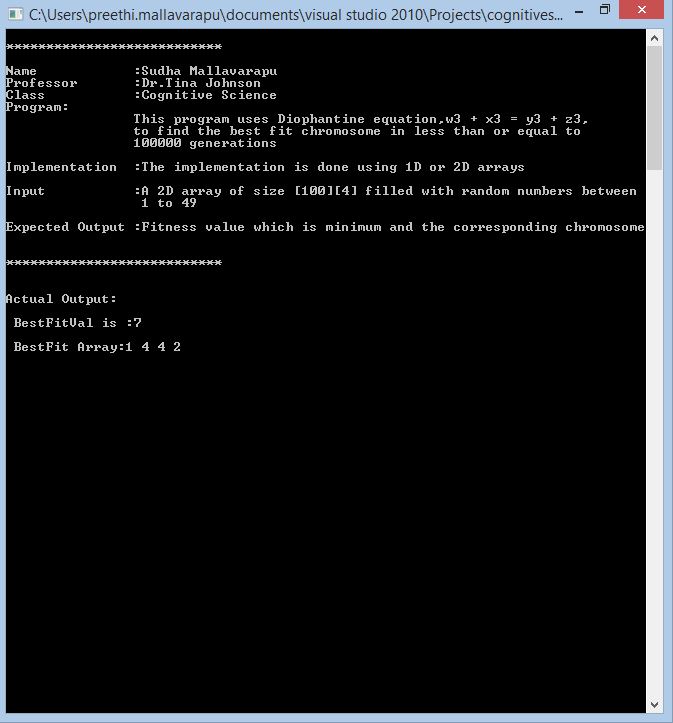 C:\Users\preethi.mallavarapu\documents\visual studio 2010\Projects\cognitives...
***************************
Name            :Sudha Mallavarapu
Professor       :Dr.Tina Johnson
Class           :Cognitive Science
Program:
This program uses Diophantine equation,w3 + x3 = y3 + z3,
to find the best fit chromosome in less than or equal to
100000 generations
Implementation  :The implementation is done using 1D or 2D arrays
Input           :A 2D array of size [100][4] filled with random numbers between
1 to 49
Expected Output :Fitness value which is minimum and the corresponding chromosome
***************************
Actual Output:
BestFitVal is :7
BestFit Array:1 4 4 2